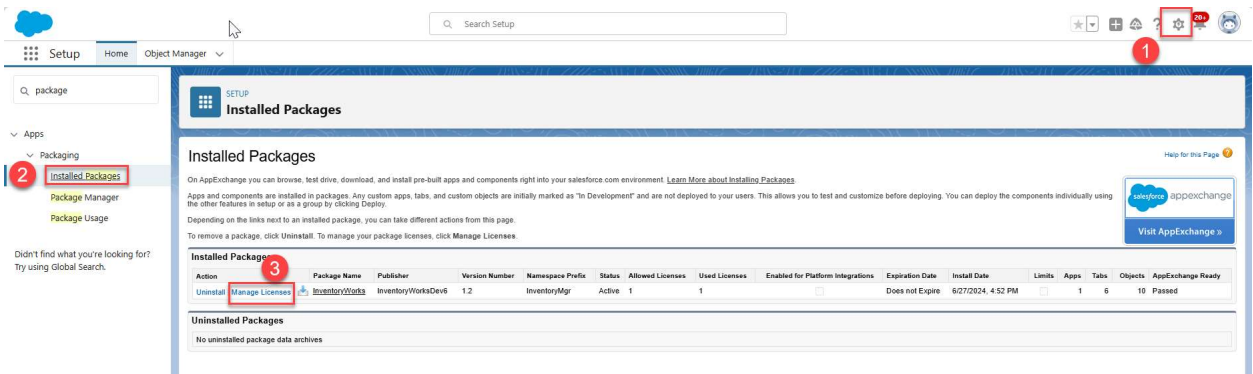 Search Setup
20+
1
Setup
Home
Object Manager
package
SETUP
Installed Packages
Apps
Packaging
2
Installed Packages
Package Manager
Package Usage
Didn't find what you're looking for?
Try using Global Search.
Installed Packages
Help for this Page
On AppExchange you can browse, test drive, download, and install pre-built apps and components right into your salesforce.com environment. Learn More about Installing Packages.
Apps and components are installed in packages. Any custom apps, tabs, and custom objects are initially marked as "In Development" and are not deployed to your users. This allows you to test and customize before deploying. You can deploy the components individually using
the other features in setup or as a group by clicking Deploy.
Depending on the links next to an installed package, you can take different actions from this page.
To remove a package, click Uninstall. To manage your package licenses, click Manage Licenses.
salesforce appexchange
Visit AppExchange »
Installed Packages
3
Action Package Name Publisher Version Number Namespace Prefix Status Allowed Licenses Used Licenses Enabled for Platform Integrations Expiration Date Install Date Limits Apps Tabs Objects AppExchange Ready
Uninstall Manage Licenses InventoryWorks InventoryWorksDev6 1.2 InventoryMgr Active 1 1 Does not Expire 6/27/2024, 4:52 PM 1 6 10 Passed
Uninstalled Packages
No uninstalled package data archives